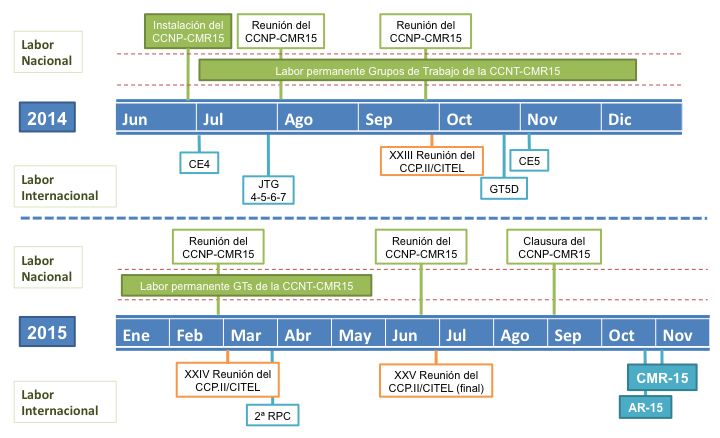 Labor
Nacional
Instalación del
CCNP-CMR15
Reunión del
CCNP-CMR15
Reunión del
CCNP-CMR15
Labor permanente Grupos de Trabajo de la CCNT-CMR15
2014
Jun
Jul
Ago
Sep
Oct
Nov
Dic
Labor
Internacional
CE4
JTG
4-5-6-7
XXIII Reunión del
CCP.II/CITEL
GT5D
CE5
Labor
Nacional
Reunión del
CCNP-CMR15
Reunión del
CCNP-CMR15
Clausura del
CCNP-CMR15
Labor permanente GTs de la CCNT-CMR15
2015
Ene
Feb
Mar
Abr
May
Jun
Jul
Ago
Sep
Oct
Nov
Labor
Internacional
XXIV Reunión del
CCP.II/CITEL
2ª RPC
XXV Reunión del
CCP.II/CITEL (final)
CMR-15
AR-15